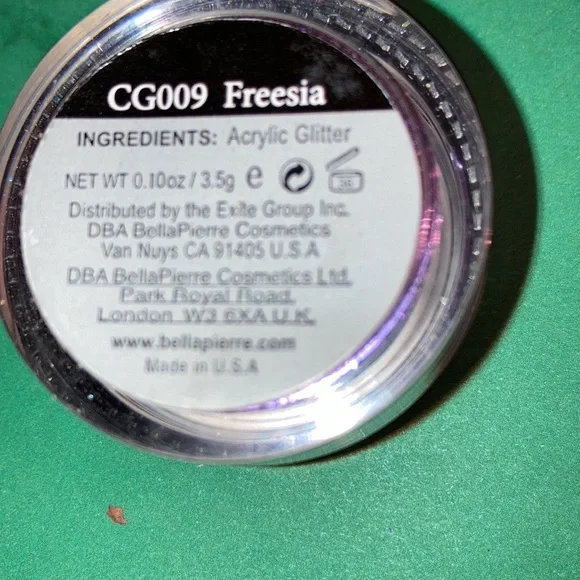 CG009 Freesia
INGREDIENTS: Acrylic Glitter
NET WT 0.10oz / 3.5g e
Distributed by the Exite Group Inc.
DBA BellaPierre Cosmetics
Van Nuys CA 91405 U.S.A
DBA BellaPierre Cosmetics Ltd.
Park Royal Road,
London W3 6XA U.K.
www.bellapierre.com
Made in U.S.A